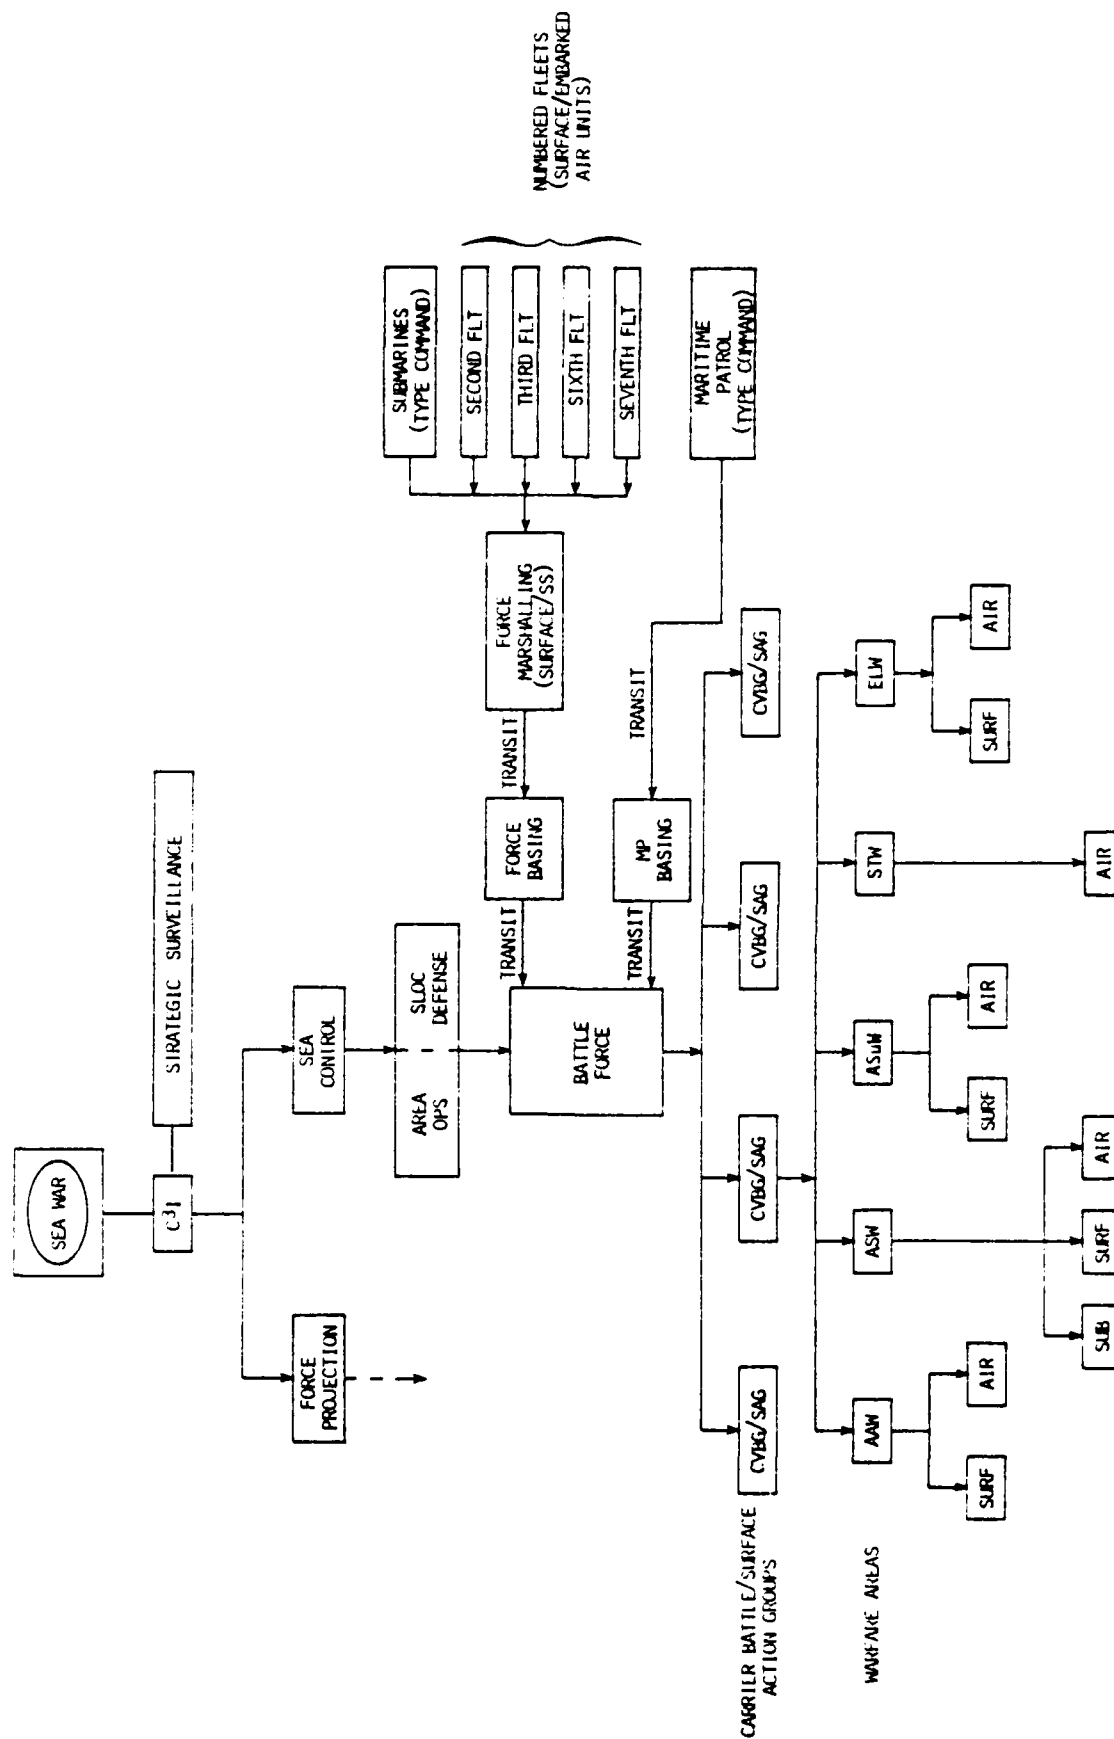 SEA WAR
C3I
STRATEGIC SURVEILLANCE
FORCE
PROJECTION
SEA
CONTROL
AREA
OPS
SLOC
DEFENSE
BATTLE
FORCE
TRANSIT
FORCE
BASING
TRANSIT
FORCE
MARSHALLING
(SURFACE/SS)
SUBMARINES
(TYPE COMMAND)
SECOND FLT
THIRD FLT
SIXTH FLT
SEVENTH FLT
NUMBERED FLEETS
(SURFACE/EMBARKED
AIR UNITS)
TRANSIT
MP
BASING
TRANSIT
MARITIME
PATROL
(TYPE COMMAND)
CARRIER BATTLE/SURFACE
ACTION GROUPS
CVBG/SAG
CVBG/SAG
CVBG/SAG
CVBG/SAG
WARFARE AREAS
AAW
ASW
ASuW
STW
ELW
SURF
AIR
SURF
AIR
SURF
AIR
SUB
SURF
AIR
AIR